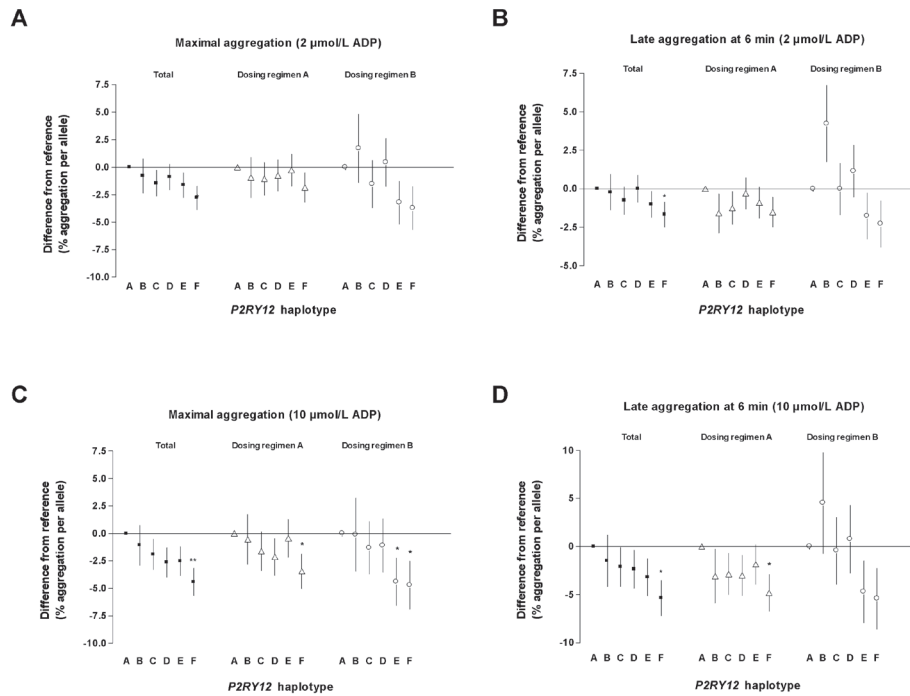 A
Maximal aggregation (2 µmol/L ADP)
Total Dosing regimen A Dosing regimen B
7.5
5.0
2.5
0.0
-2.5
-5.0
-7.5
-10.0
Difference from reference
(% aggregation per allele)
A B C D E F A B C D E F A B C D E F
P2RY12 haplotype
B
Late aggregation at 6 min (2 µmol/L ADP)
Total Dosing regimen A Dosing regimen B
7.5
5.0
2.5
0.0
-2.5
-5.0
Difference from reference
(% aggregation per allele)
*
A B C D E F A B C D E F A B C D E F
P2RY12 haplotype
C
Maximal aggregation (10 µmol/L ADP)
Total Dosing regimen A Dosing regimen B
7.5
5.0
2.5
0.0
-2.5
-5.0
-7.5
-10.0
Difference from reference
(% aggregation per allele)
** * * *
A B C D E F A B C D E F A B C D E F
P2RY12 haplotype
D
Late aggregation at 6 min (10 µmol/L ADP)
Total Dosing regimen A Dosing regimen B
10
5
0
-5
-10
Difference from reference
(% aggregation per allele)
* *
A B C D E F A B C D E F A B C D E F
P2RY12 haplotype